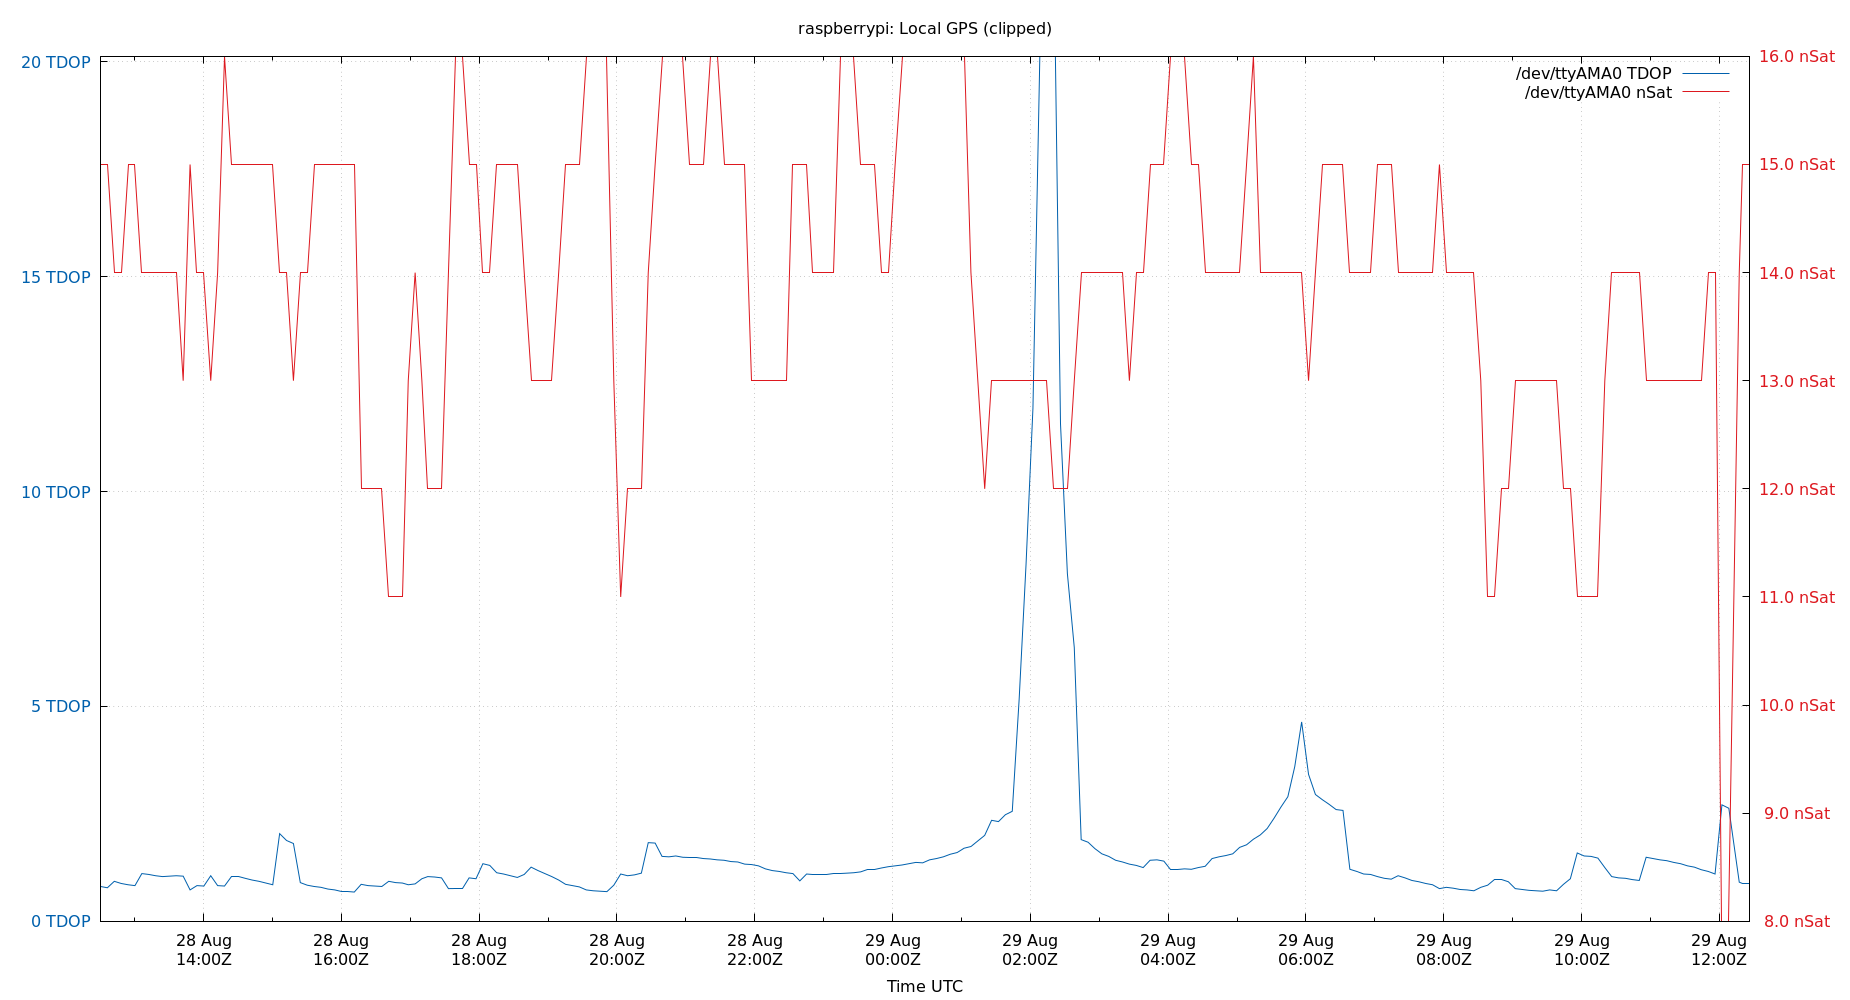 raspberrypi: Local GPS (clipped)
20 TDOP
15 TDOP
10 TDOP
5 TDOP
0 TDOP
16.0 nSat
15.0 nSat
14.0 nSat
13.0 nSat
12.0 nSat
11.0 nSat
10.0 nSat
9.0 nSat
8.0 nSat
/dev/ttyAMA0 TDOP
/dev/ttyAMA0 nSat
28 Aug
14:00Z
28 Aug
16:00Z
28 Aug
18:00Z
28 Aug
20:00Z
28 Aug
22:00Z
29 Aug
00:00Z
29 Aug
02:00Z
29 Aug
04:00Z
29 Aug
06:00Z
29 Aug
08:00Z
29 Aug
10:00Z
29 Aug
12:00Z
Time UTC